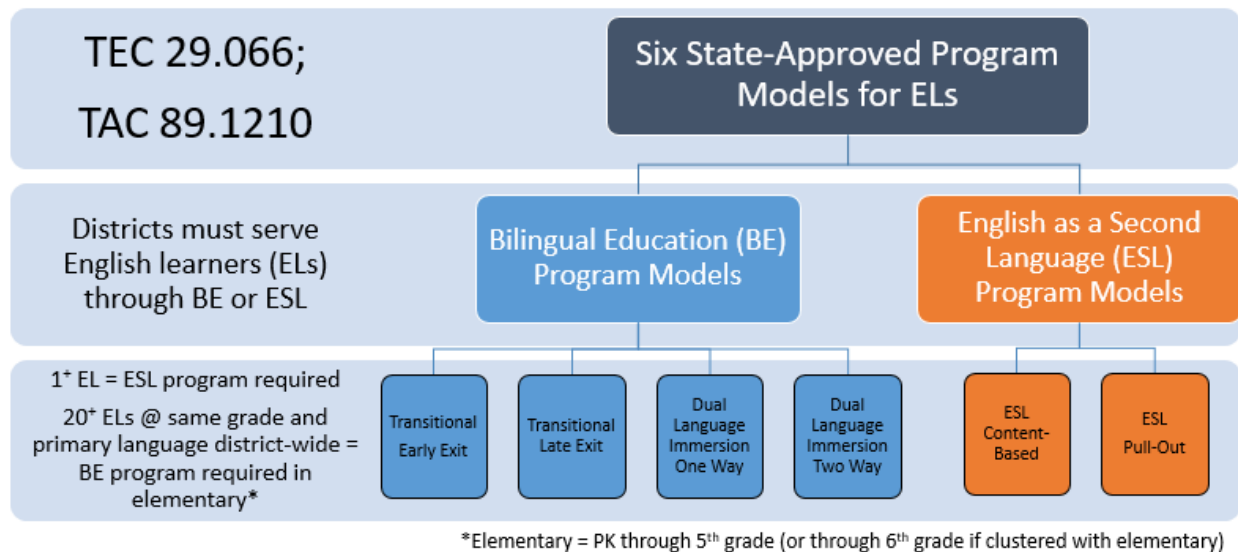 TEC 29.066;
TAC 89.1210
Six State-Approved Program
Models for ELs
Districts must serve
English learners (ELs)
through BE or ESL
Bilingual Education (BE)
Program Models
English as a Second
Language (ESL)
Program Models
1⁺ EL = ESL program required
20⁺ ELs @ same grade and
primary language district-wide =
BE program required in
elementary*
Transitional
Early Exit
Transitional
Late Exit
Dual
Language
Immersion
One Way
Dual
Language
Immersion
Two Way
ESL
Content-
Based
ESL
Pull-Out
*Elementary = PK through 5ᵗʰ grade (or through 6ᵗʰ grade if clustered with elementary)